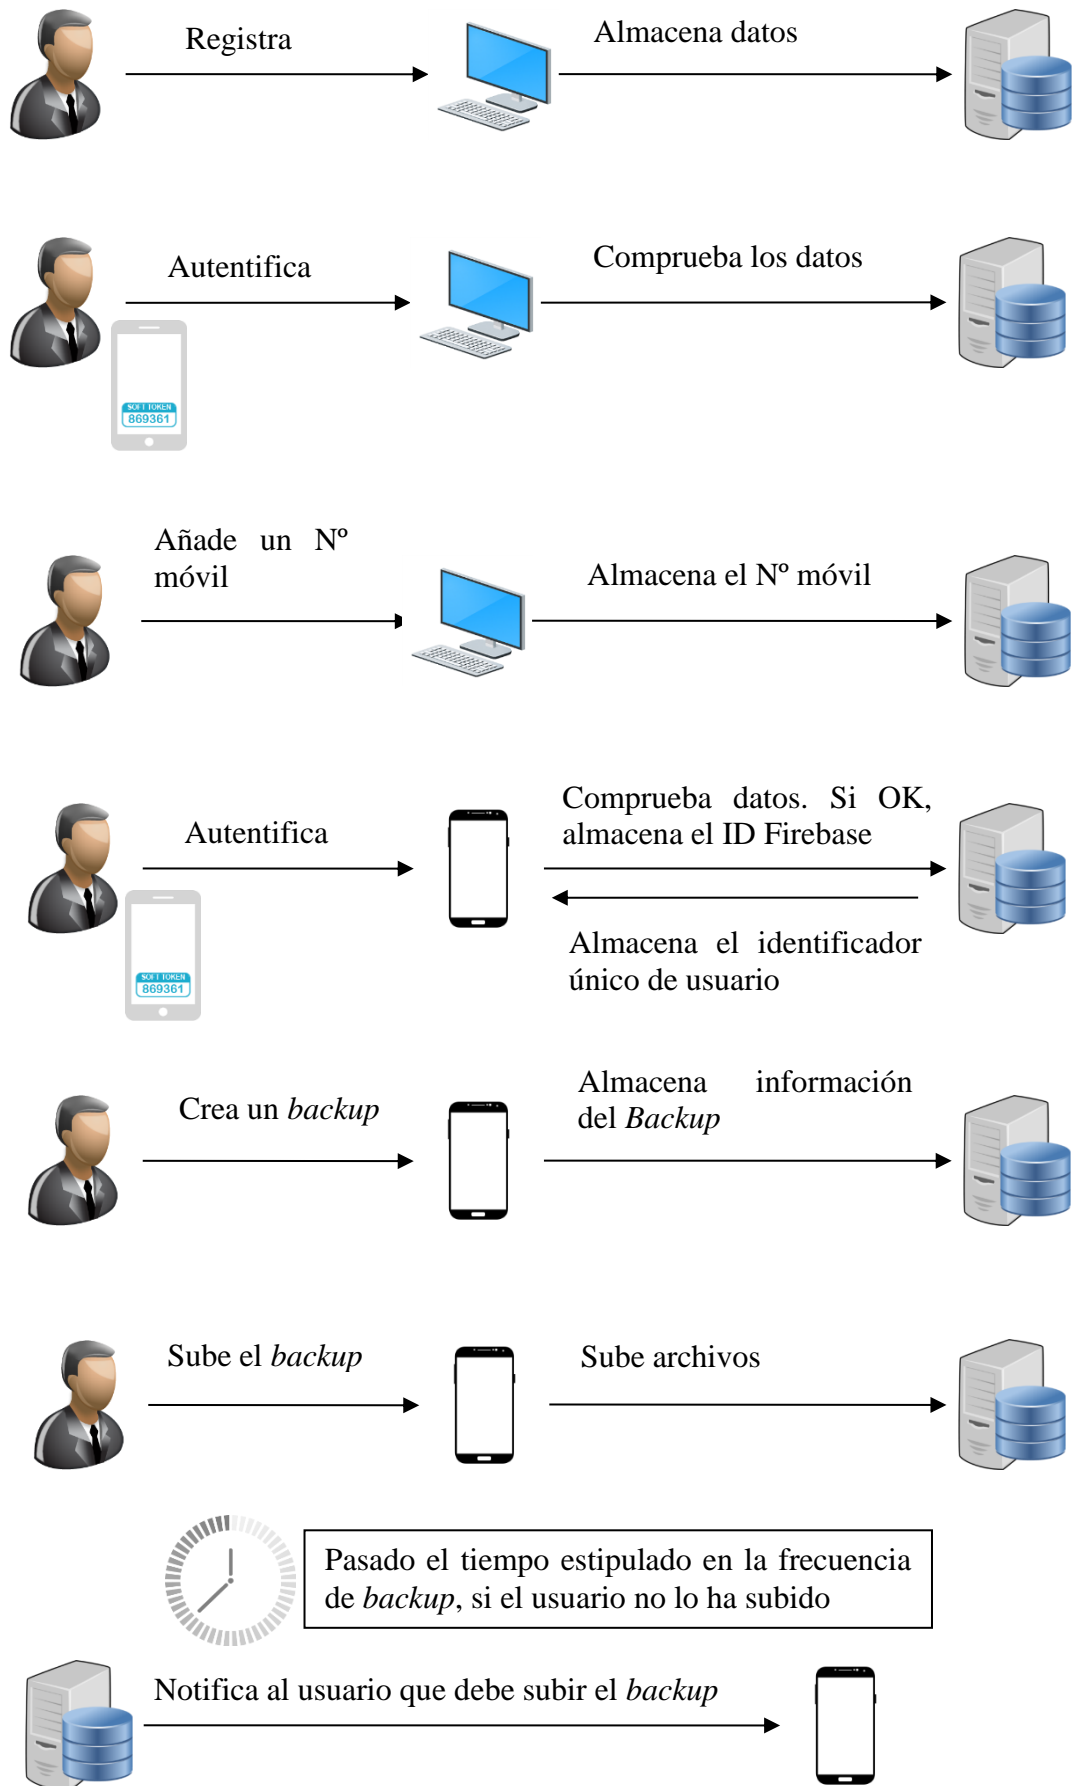 Registra
Almacena datos
Autentifica
Comprueba los datos
SOFT TOKEN
869361
Añade un Nº
móvil
Almacena el Nº móvil
Autentifica
Comprueba datos. Si OK,
almacena el ID Firebase
Almacena el identificador
único de usuario
SOFT TOKEN
869361
Crea un backup
Almacena información
del Backup
Sube el backup
Sube archivos
Pasado el tiempo estipulado en la frecuencia
de backup, si el usuario no lo ha subido
Notifica al usuario que debe subir el backup